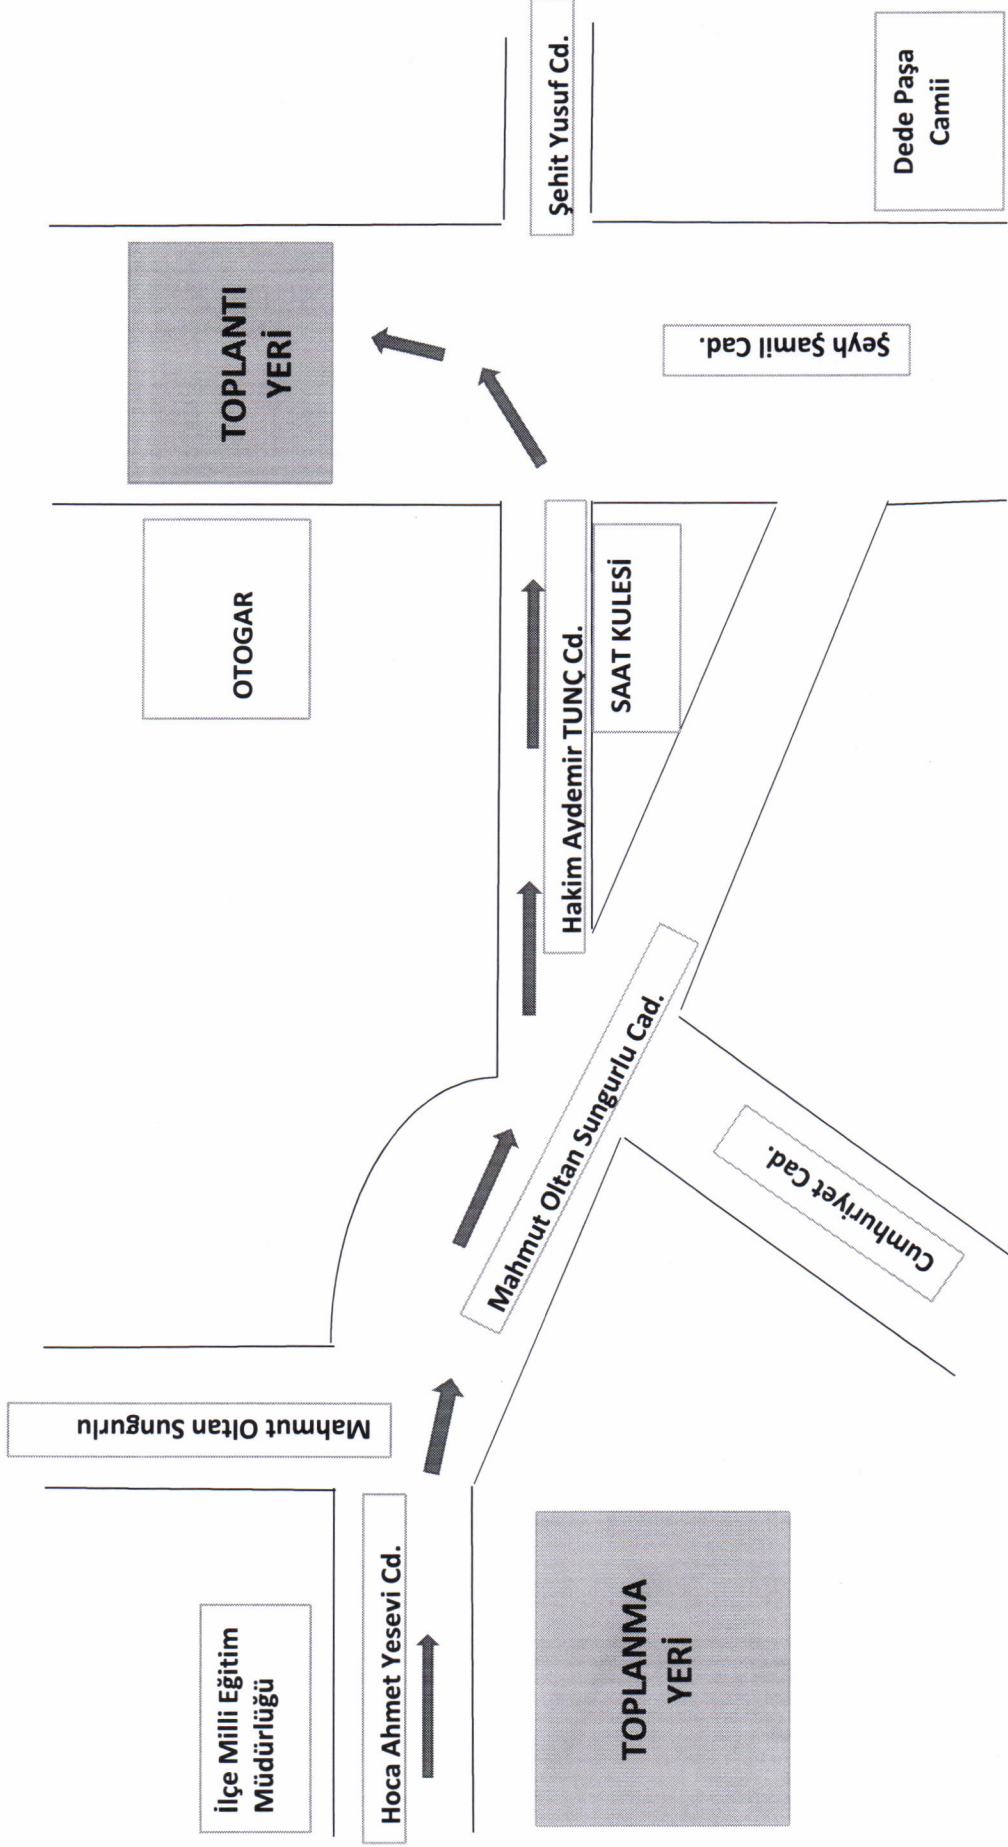 İlçe Milli Eğitim
Müdürlüğü
Hoca Ahmet Yesevi Cd.
TOPLANMA
YERİ
Mahmut Oltan Sungurlu
Mahmut Oltan Sungurlu Cad.
Cumhuriyet Cad.
OTOGAR
Hakim Aydemir TUNÇ Cd.
SAAT KULESİ
TOPLANTI
YERİ
Şeyh Şamil Cad.
Şehit Yusuf Cd.
Dede Paşa
Camii